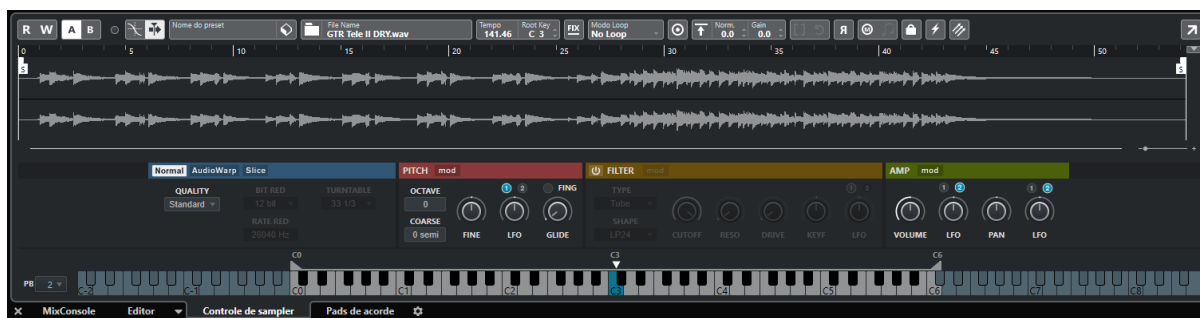 R W A B Nome do preset File Name GTR Tele II DRY.wav Tempo 141.46 Root Key C 3 FIX Modo Loop No Loop Norm. 0.0 Gain 0.0 R M
0 5 10 15 20 25 30 35 40 45 50
S S
Normal AudioWarp Slice PITCH mod FILTER mod AMP mod
QUALITY BIT RED TURNTABLE OCTAVE 1 2 FING TYPE 1 2 1 2 1 2
Standard 12 bit 33 1/3 0 Tube
RATE RED COARSE SHAPE
26040 Hz 0 semi FINE LFO GLIDE LP24 CUTOFF RESO DRIVE KEYF LFO VOLUME LFO PAN LFO
C0 C3 C6
PB 2 C-2 C-1 C0 C1 C2 C3 C4 C5 C6 C7 C8
MixConsole Editor Controle de sampler Pads de acorde